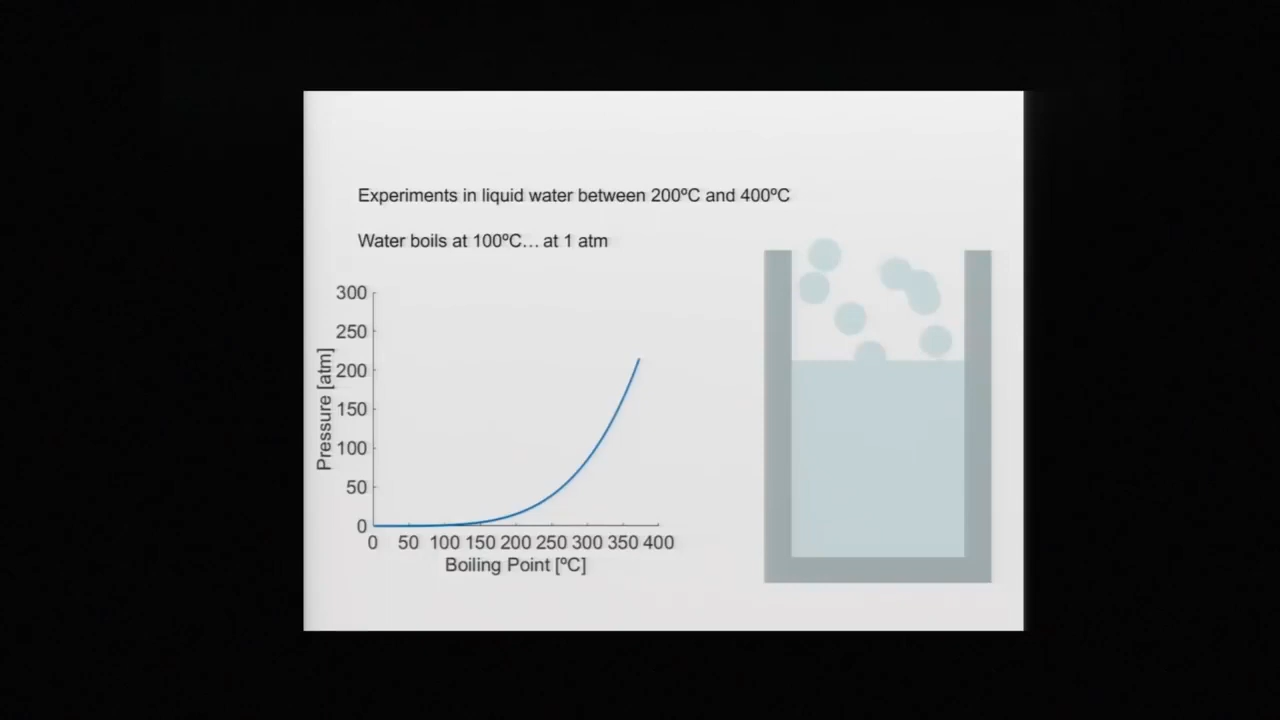 Experiments in liquid water between 200ºC and 400ºC
Water boils at 100ºC... at 1 atm
300
250
200
150
100
50
0
Pressure [atm]
0 50 100 150 200 250 300 350 400
Boiling Point [ºC]